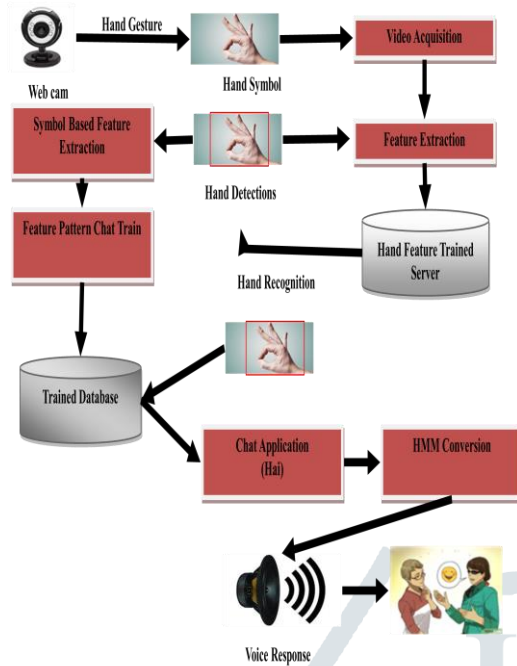 Hand Gesture
Video Acquisition
Hand Symbol
Web cam
Symbol Based Feature
Extraction
Feature Extraction
Hand Detections
Feature Pattern Chat Train
Hand Feature Trained
Server
Hand Recognition
Trained Database
Chat Application
(Hai)
HMM Conversion
Voice Response